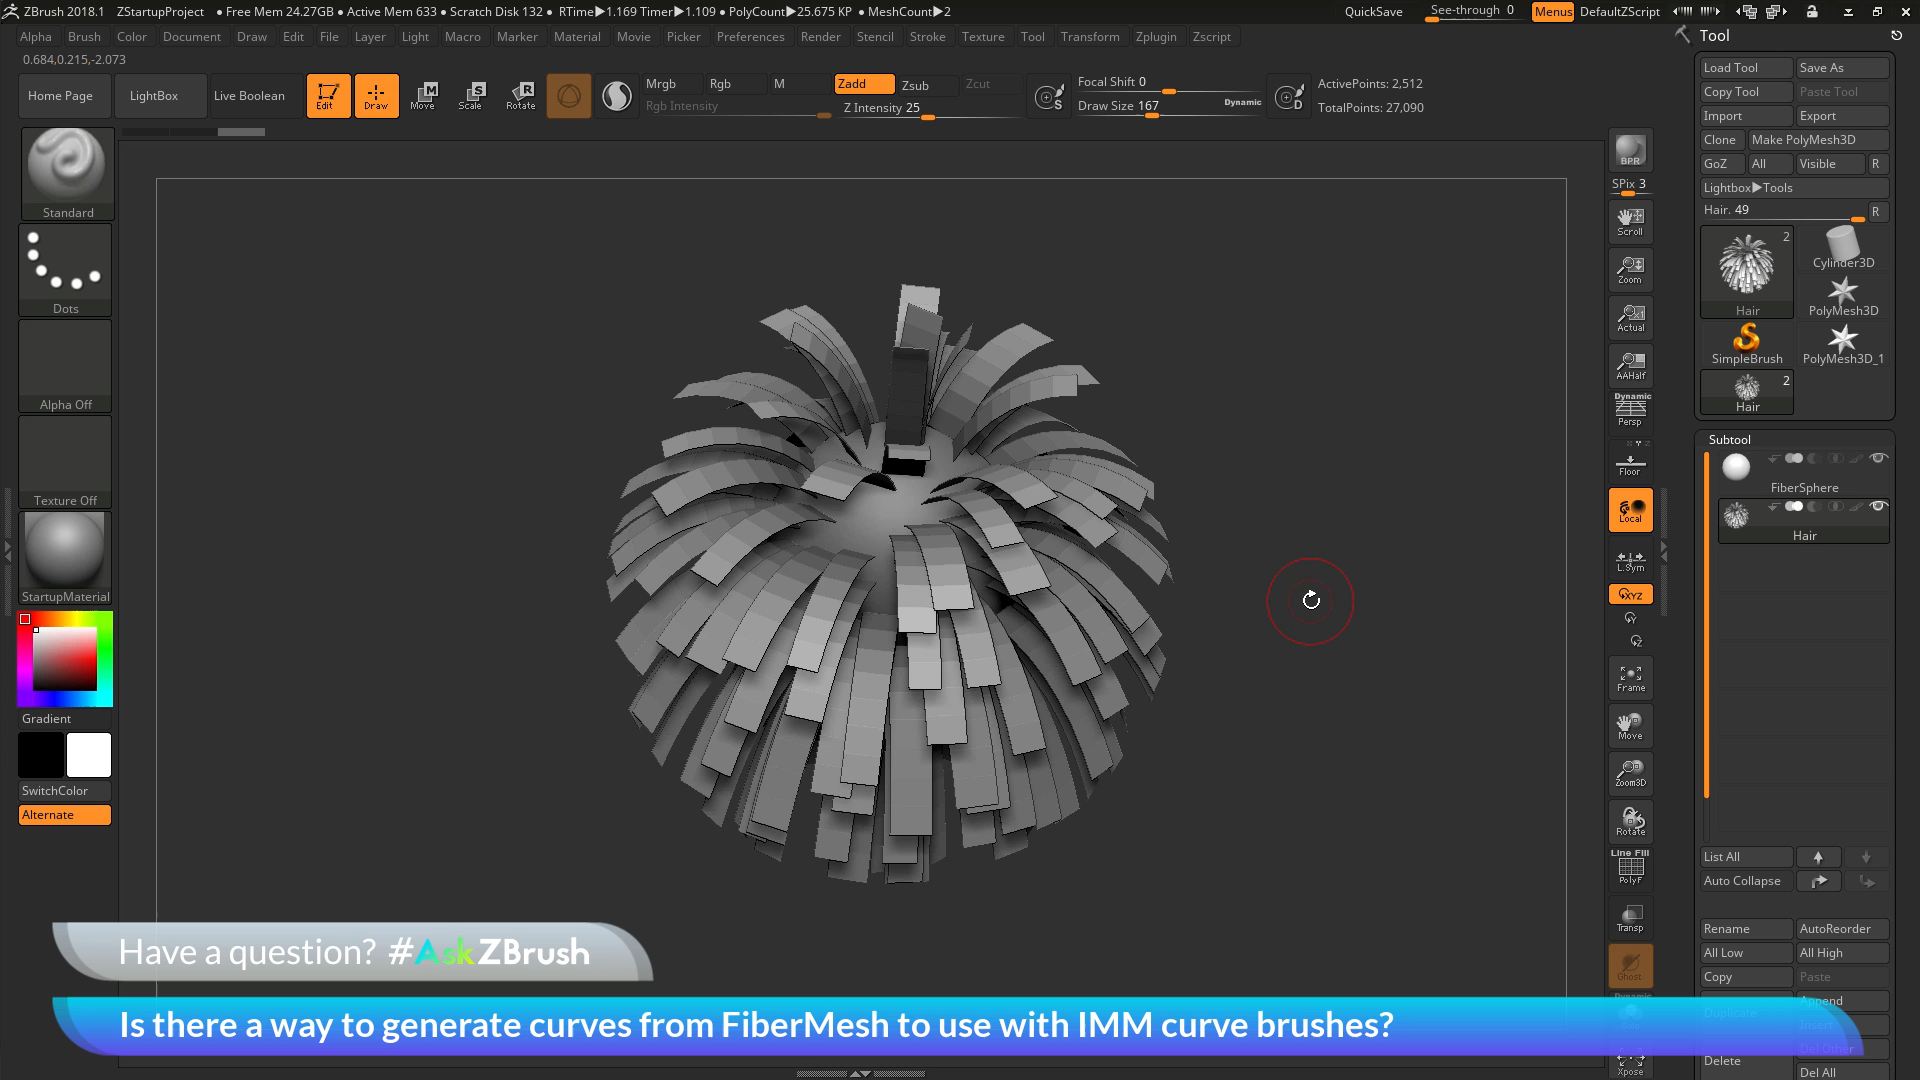 ZBrush 2018.1 ZStartupProject • Free Mem 24.27GB • Active Mem 633 • Scratch Disk 132 • RTime▶1.169 Timer▶1.109 • PolyCount▶25.675 KP • MeshCount▶2 QuickSave See-through 0 Menus DefaultZScript
Alpha Brush Color Document Draw Edit File Layer Light Macro Marker Material Movie Picker Preferences Render Stencil Stroke Texture Tool Transform Zplugin Zscript
0.684,0.215,-2.073
Home Page LightBox Live Boolean Edit Draw Move Scale Rotate
Mrgb Rgb M Zadd Zsub Zcut
Rgb Intensity Z Intensity 25
Focal Shift 0
Draw Size 167 Dynamic
ActivePoints: 2,512
TotalPoints: 27,090
Standard
Dots
Alpha Off
Texture Off
StartupMaterial
Gradient
SwitchColor
Alternate
BPR
SPix 3
Scroll
Zoom
Actual
AAHalf
Dynamic
Persp
Floor
Local
L.Sym
XYZ
Y
Z
Frame
Move
Zoom3D
Rotate
Line Fill
PolyF
Transp
Ghost
Xpose
Tool
Load Tool Save As
Copy Tool Paste Tool
Import Export
Clone Make PolyMesh3D
GoZ All Visible R
Lightbox▶Tools
Hair. 49 R
2
Cylinder3D
Hair PolyMesh3D
SimpleBrush PolyMesh3D_1
2
Hair
Subtool
FiberSphere
Hair
List All
Auto Collapse
Rename AutoReorder
All Low All High
Copy Paste
Append
Duplicate
Insert
Delete Del Other
Del All
Have a question? #AskZBrush
Is there a way to generate curves from FiberMesh to use with IMM curve brushes?